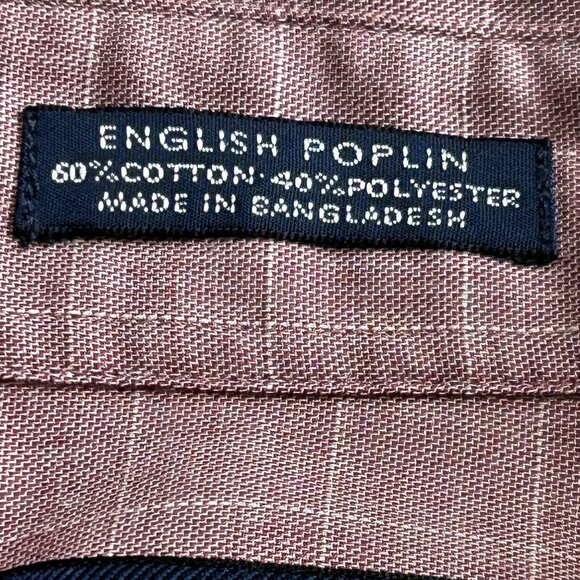 ENGLISH POPLIN
60%COTTON·40%POLYESTER
MADE IN BANGLADESH